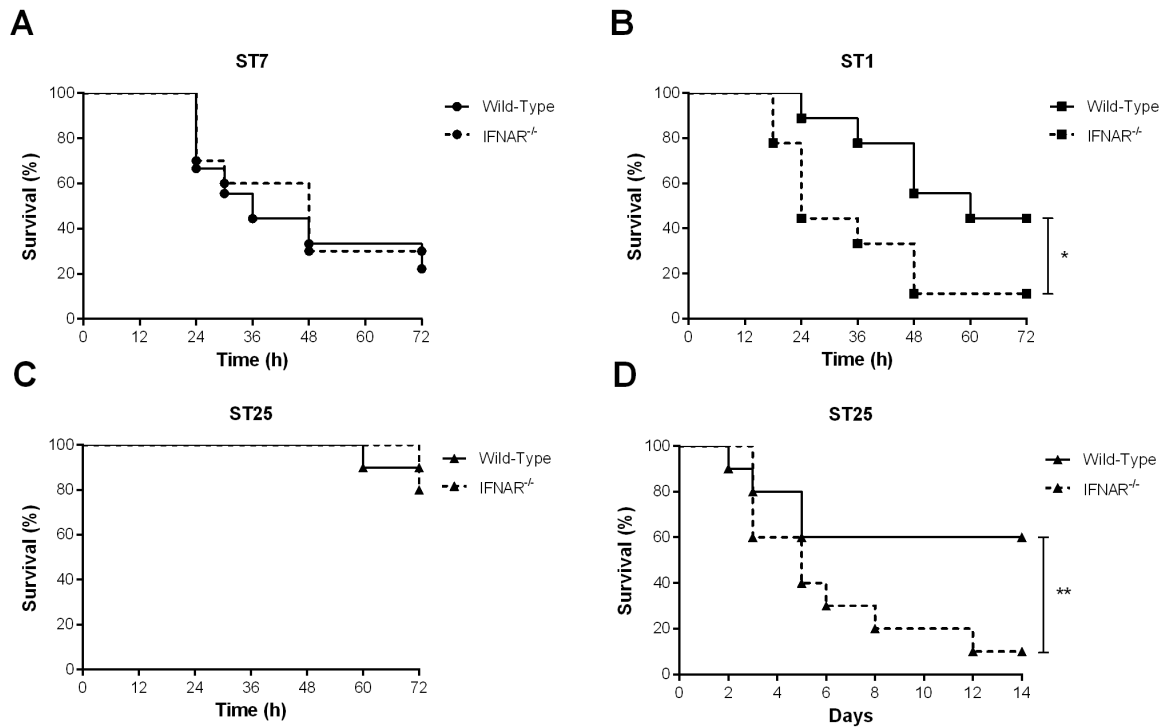 A
ST7
Survival (%)
100
80
60
40
20
0
0 12 24 36 48 60 72
Time (h)
Wild-Type
IFNAR-/-
B
ST1
Survival (%)
100
80
60
40
20
0
0 12 24 36 48 60 72
Time (h)
Wild-Type
IFNAR-/-
*
C
ST25
Survival (%)
100
80
60
40
20
0
0 12 24 36 48 60 72
Time (h)
Wild-Type
IFNAR-/-
D
ST25
Survival (%)
100
80
60
40
20
0
0 2 4 6 8 10 12 14
Days
Wild-Type
IFNAR-/-
**